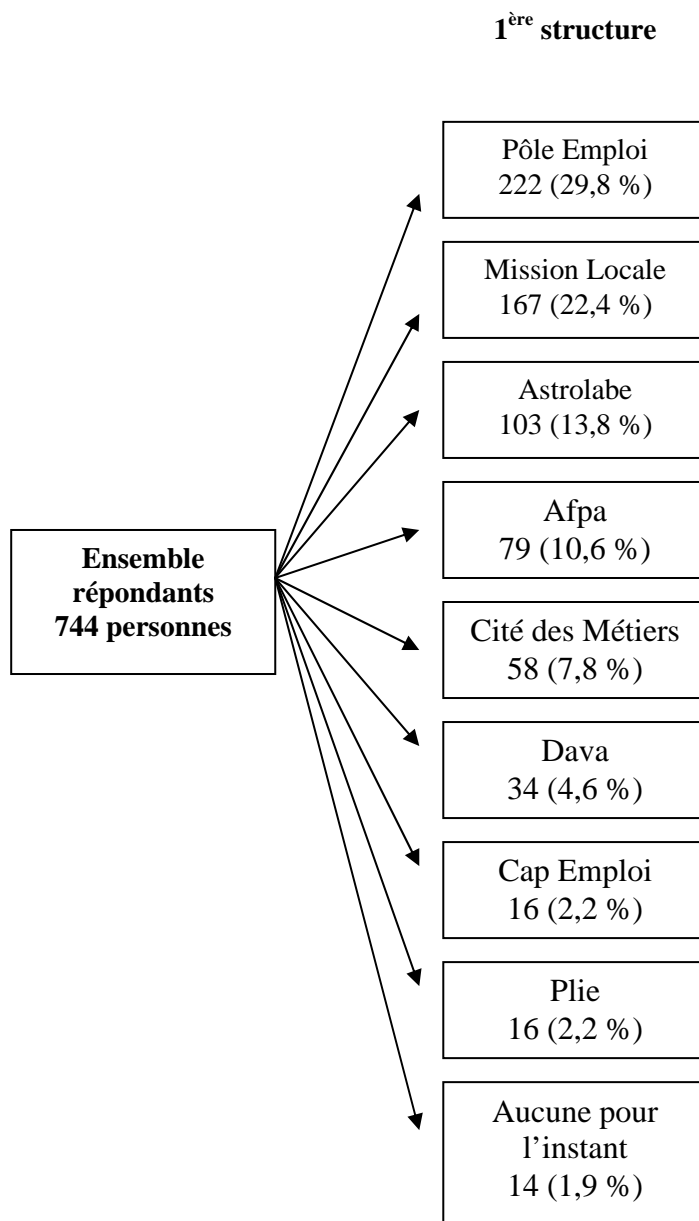 1ère structure
Pôle Emploi
222 (29,8 %)
Mission Locale
167 (22,4 %)
Astrolabe
103 (13,8 %)
Afpa
79 (10,6 %)
Ensemble
répondants
744 personnes
Cité des Métiers
58 (7,8 %)
Dava
34 (4,6 %)
Cap Emploi
16 (2,2 %)
Plie
16 (2,2 %)
Aucune pour
l’instant
14 (1,9 %)